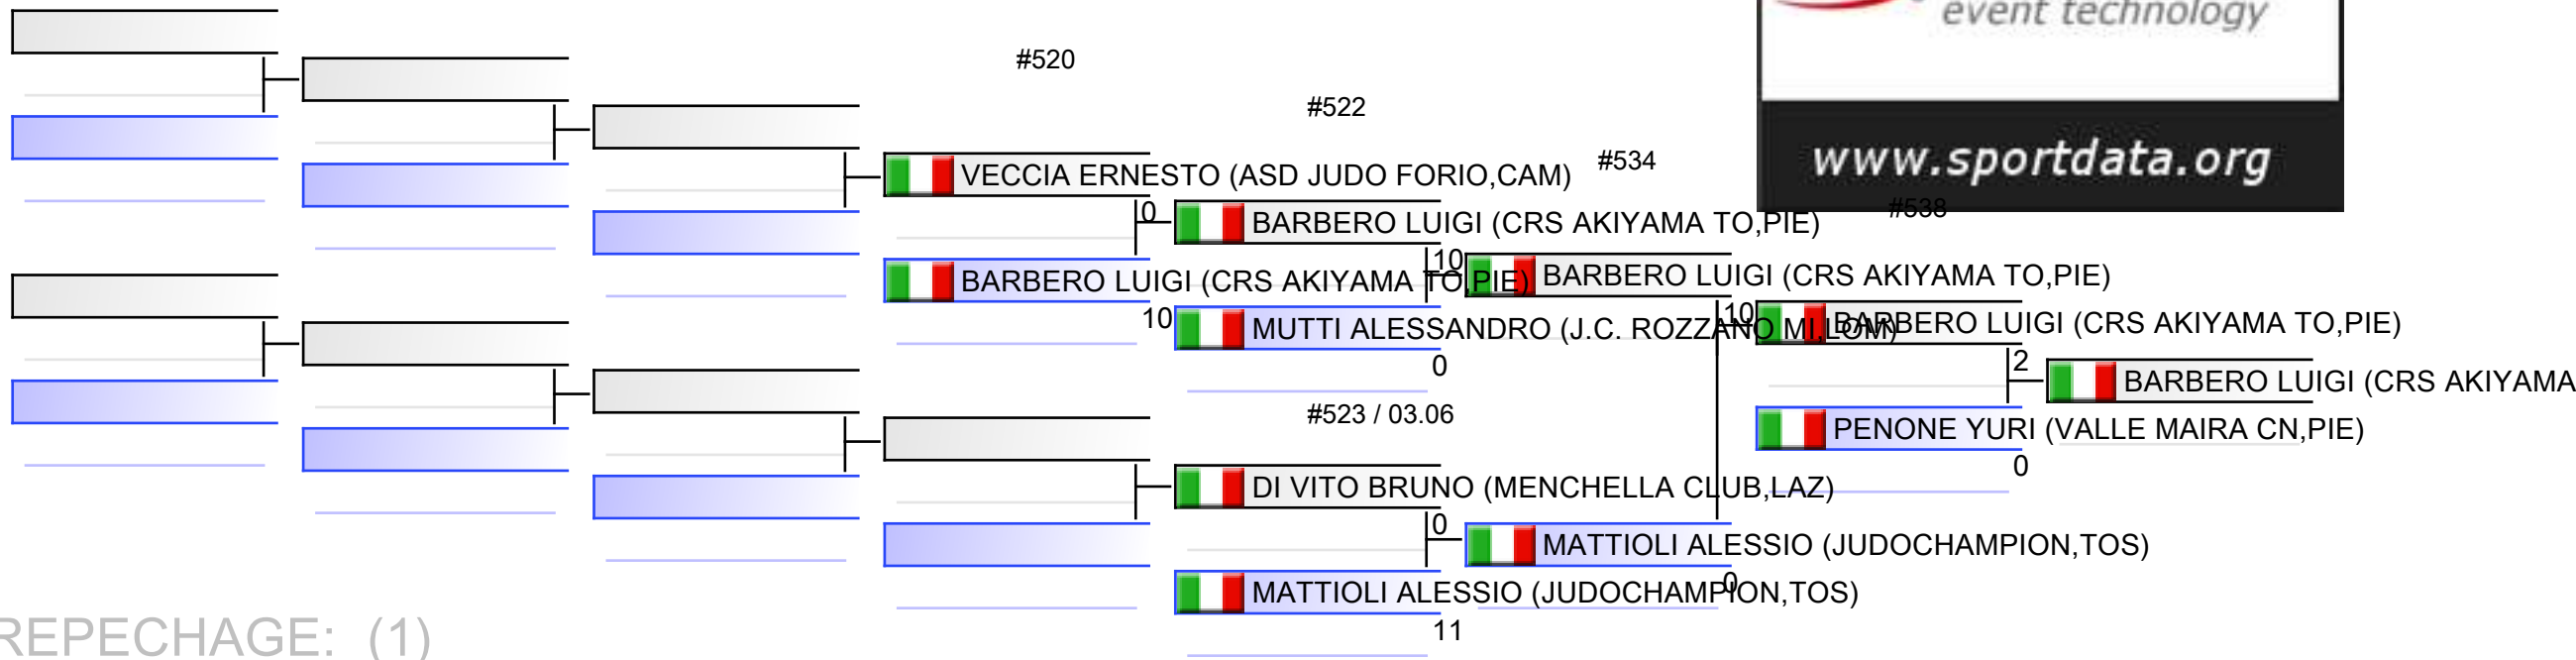 event technology
#520
#522
www.sportdata.org
#534
VECCIA ERNESTO (ASD JUDO FORIO,CAM)
#538
0
BARBERO LUIGI (CRS AKIYAMA TO,PIE)
10
BARBERO LUIGI (CRS AKIYAMA TO,PIE)
BARBERO LUIGI (CRS AKIYAMA TO,PIE)
10
10
BARBERO LUIGI (CRS AKIYAMA TO,PIE)
MUTTI ALESSANDRO (J.C. ROZZANO MI,LOM)
0
2
BARBERO LUIGI (CRS AKIYAMA
#523 / 03.06
PENONE YURI (VALLE MAIRA CN,PIE)
0
DI VITO BRUNO (MENCHELLA CLUB,LAZ)
0
MATTIOLI ALESSIO (JUDOCHAMPION,TOS)
0
MATTIOLI ALESSIO (JUDOCHAMPION,TOS)
11
REPECHAGE: (1)